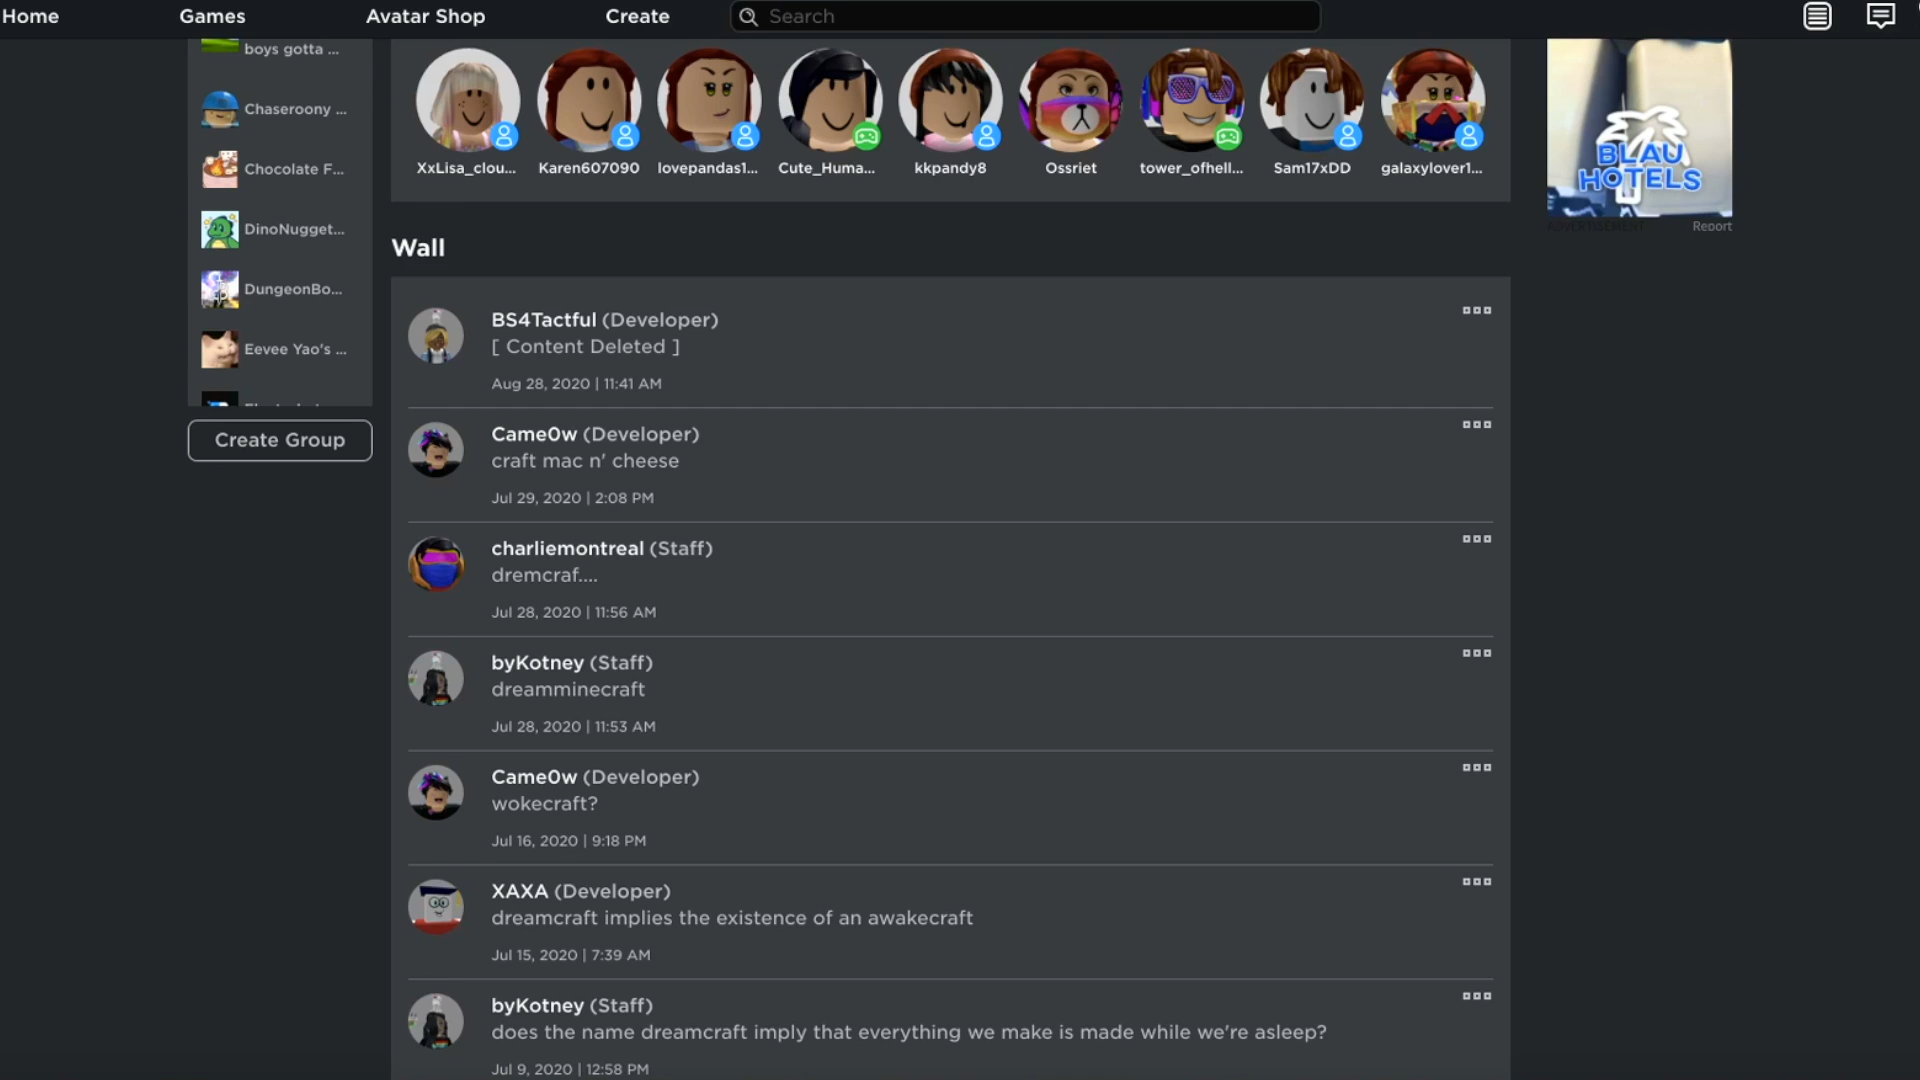 Home Games Avatar Shop Create Search
boys gotta ...
Chaseroony ...
Chocolate F...
DinoNugget...
DungeonBo...
Eevee Yao's ...
Create Group
XxLisa_clou... Karen607090 lovepandas1... Cute_Huma... kkpandy8 Ossriet tower_ofhell... Sam17xDD galaxylover1...
BLAU
HOTELS
ADVERTISEMENT Report
Wall
BS4Tactful (Developer)
[ Content Deleted ]
Aug 28, 2020 | 11:41 AM
Came0w (Developer)
craft mac n' cheese
Jul 29, 2020 | 2:08 PM
charliemontreal (Staff)
dremcraf....
Jul 28, 2020 | 11:56 AM
byKotney (Staff)
dreamminecraft
Jul 28, 2020 | 11:53 AM
Came0w (Developer)
wokecraft?
Jul 16, 2020 | 9:18 PM
XAXA (Developer)
dreamcraft implies the existence of an awakecraft
Jul 15, 2020 | 7:39 AM
byKotney (Staff)
does the name dreamcraft imply that everything we make is made while we're asleep?
Jul 9, 2020 | 12:58 PM